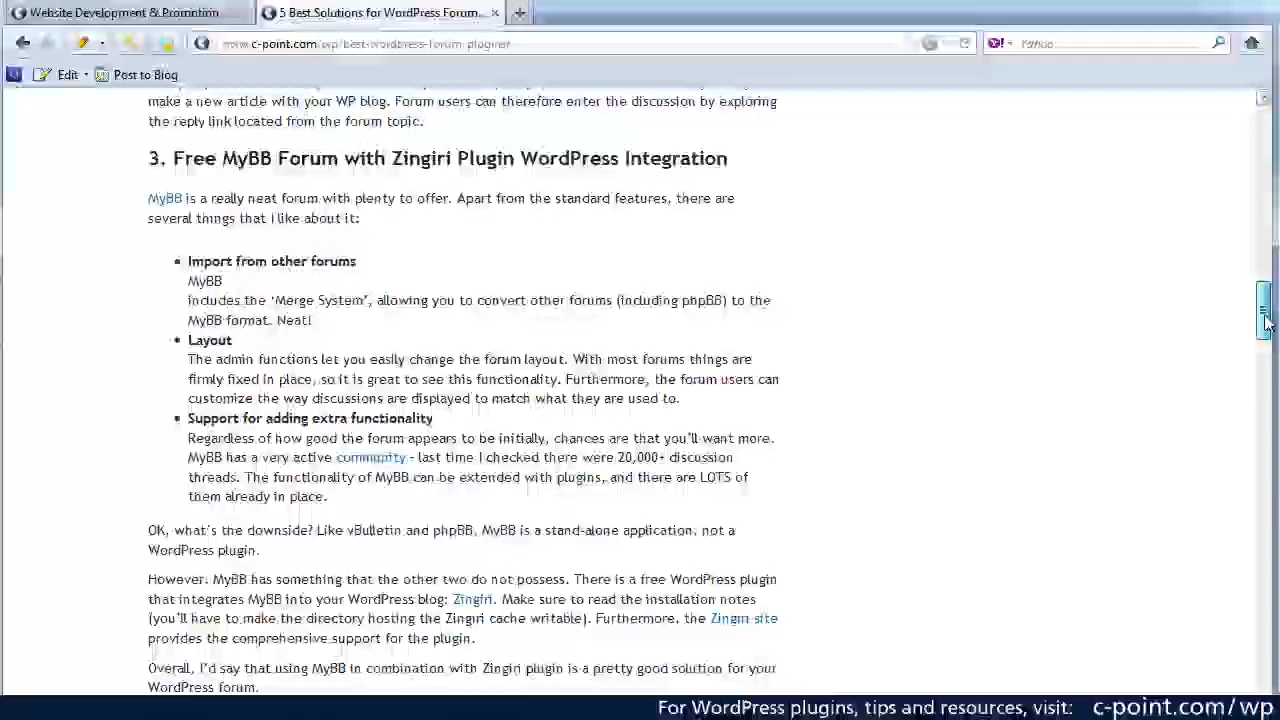 Website Development & Promotion
5 Best Solutions for WordPress Forum...
www.c-point.com/wp/best-wordpress-forum-plugin#/
Yahoo
Edit
Post to Blog
make a new article with your WP blog. Forum users can therefore enter the discussion by exploring
the reply link located from the forum topic.
3. Free MyBB Forum with Zingiri Plugin WordPress Integration
MyBB is a really neat forum with plenty to offer. Apart from the standard features, there are
several things that I like about it:
• Import from other forums
MyBB
includes the ‘Merge System’, allowing you to convert other forums (including phpBB) to the
MyBB format. Neat!
• Layout
The admin functions let you easily change the forum layout. With most forums things are
firmly fixed in place, so it is great to see this functionality. Furthermore, the forum users can
customize the way discussions are displayed to match what they are used to.
• Support for adding extra functionality
Regardless of how good the forum appears to be initially, chances are that you’ll want more.
MyBB has a very active community - last time I checked there were 20,000+ discussion
threads. The functionality of MyBB can be extended with plugins, and there are LOTS of
them already in place.
OK, what’s the downside? Like vBulletin and phpBB, MyBB is a stand-alone application, not a
WordPress plugin.
However, MyBB has something that the other two do not possess. There is a free WordPress plugin
that integrates MyBB into your WordPress blog: Zingiri. Make sure to read the installation notes
(you’ll have to make the directory hosting the Zingiri cache writable). Furthermore, the Zingiri site
provides the comprehensive support for the plugin.
Overall, I’d say that using MyBB in combination with Zingiri plugin is a pretty good solution for your
WordPress forum.
For WordPress plugins, tips and resources, visit: c-point.com/wp